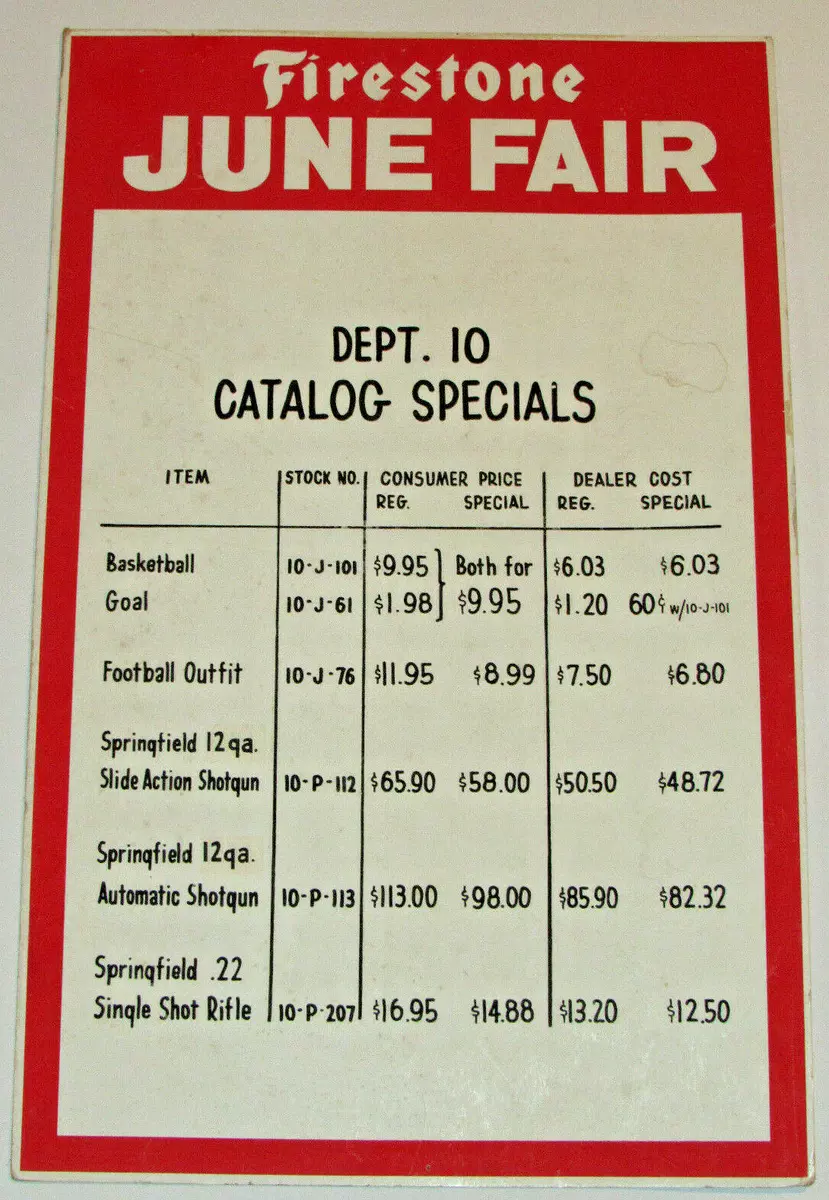 Firestone
JUNE FAIR
DEPT. 10
CATALOG SPECIALS
ITEM STOCK NO. CONSUMER PRICE DEALER COST
REG. SPECIAL REG. SPECIAL
Basketball 10-J-101 $9.95 Both for $6.03 $6.03
Goal 10-J-61 $1.98 $9.95 $1.20 60¢ w/10-J-101
Football Outfit 10-J-76 $11.95 $8.99 $7.50 $6.80
Springfield 12 ga.
Slide Action Shotgun 10-P-112 $65.90 $58.00 $50.50 $48.72
Springfield 12 ga.
Automatic Shotgun 10-P-113 $113.00 $98.00 $85.90 $82.32
Springfield .22
Single Shot Rifle 10-P-207 $16.95 $14.88 $13.20 $12.50